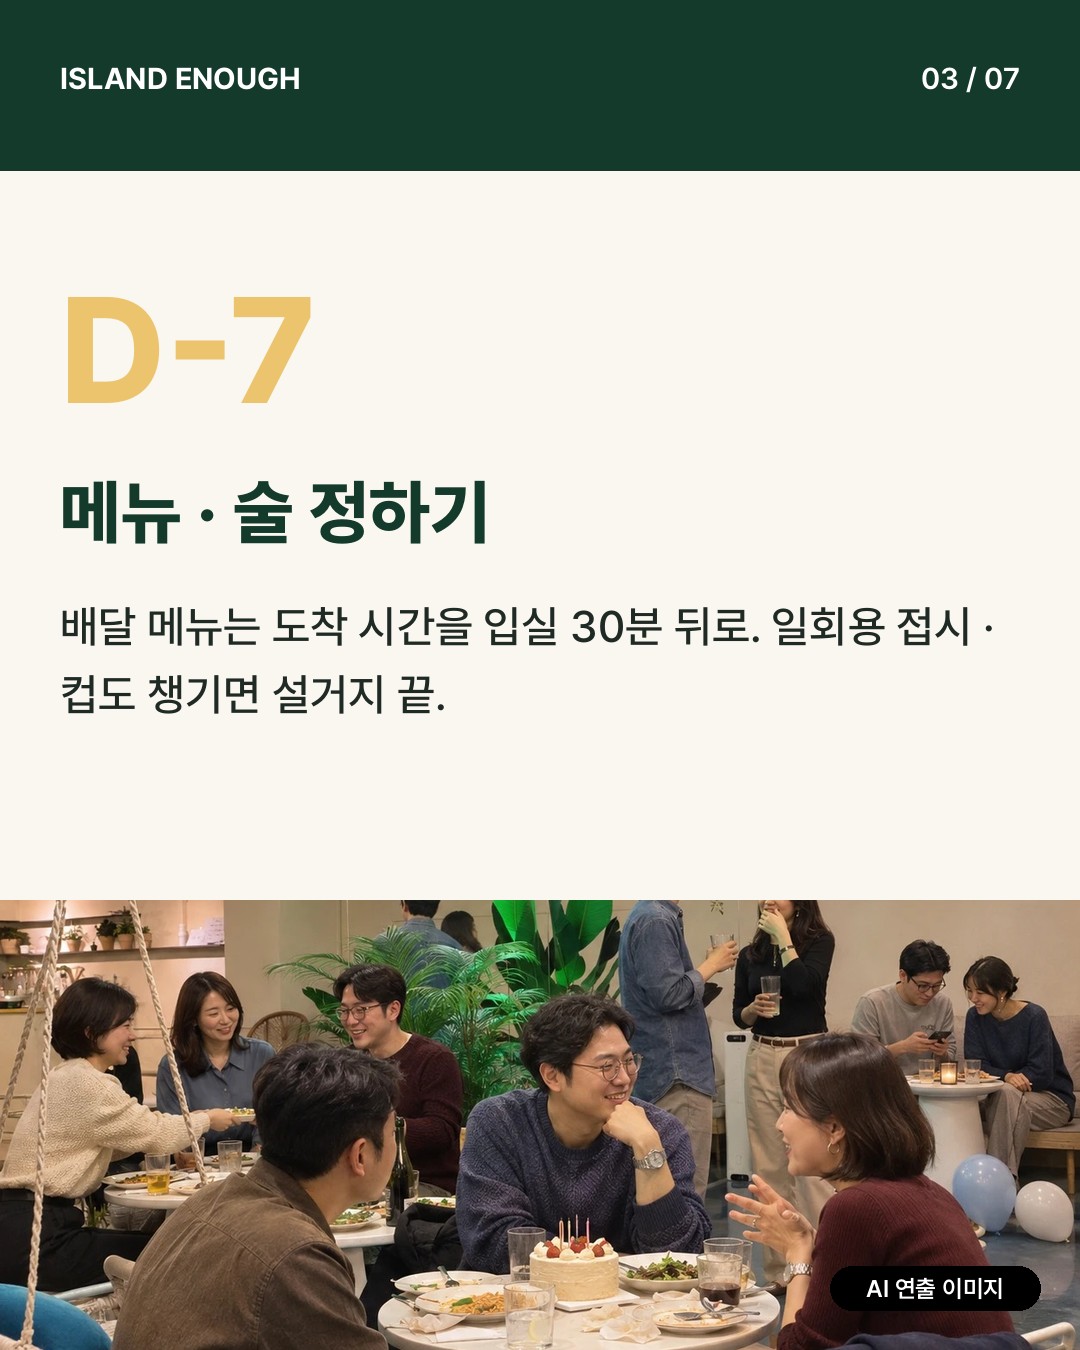 ISLAND ENOUGH
03 / 07
D-7
메뉴 · 술 정하기
배달 메뉴는 도착 시간을 입실 30분 뒤로. 일회용 접시 ·
컵도 챙기면 설거지 끝.
AI 연출 이미지